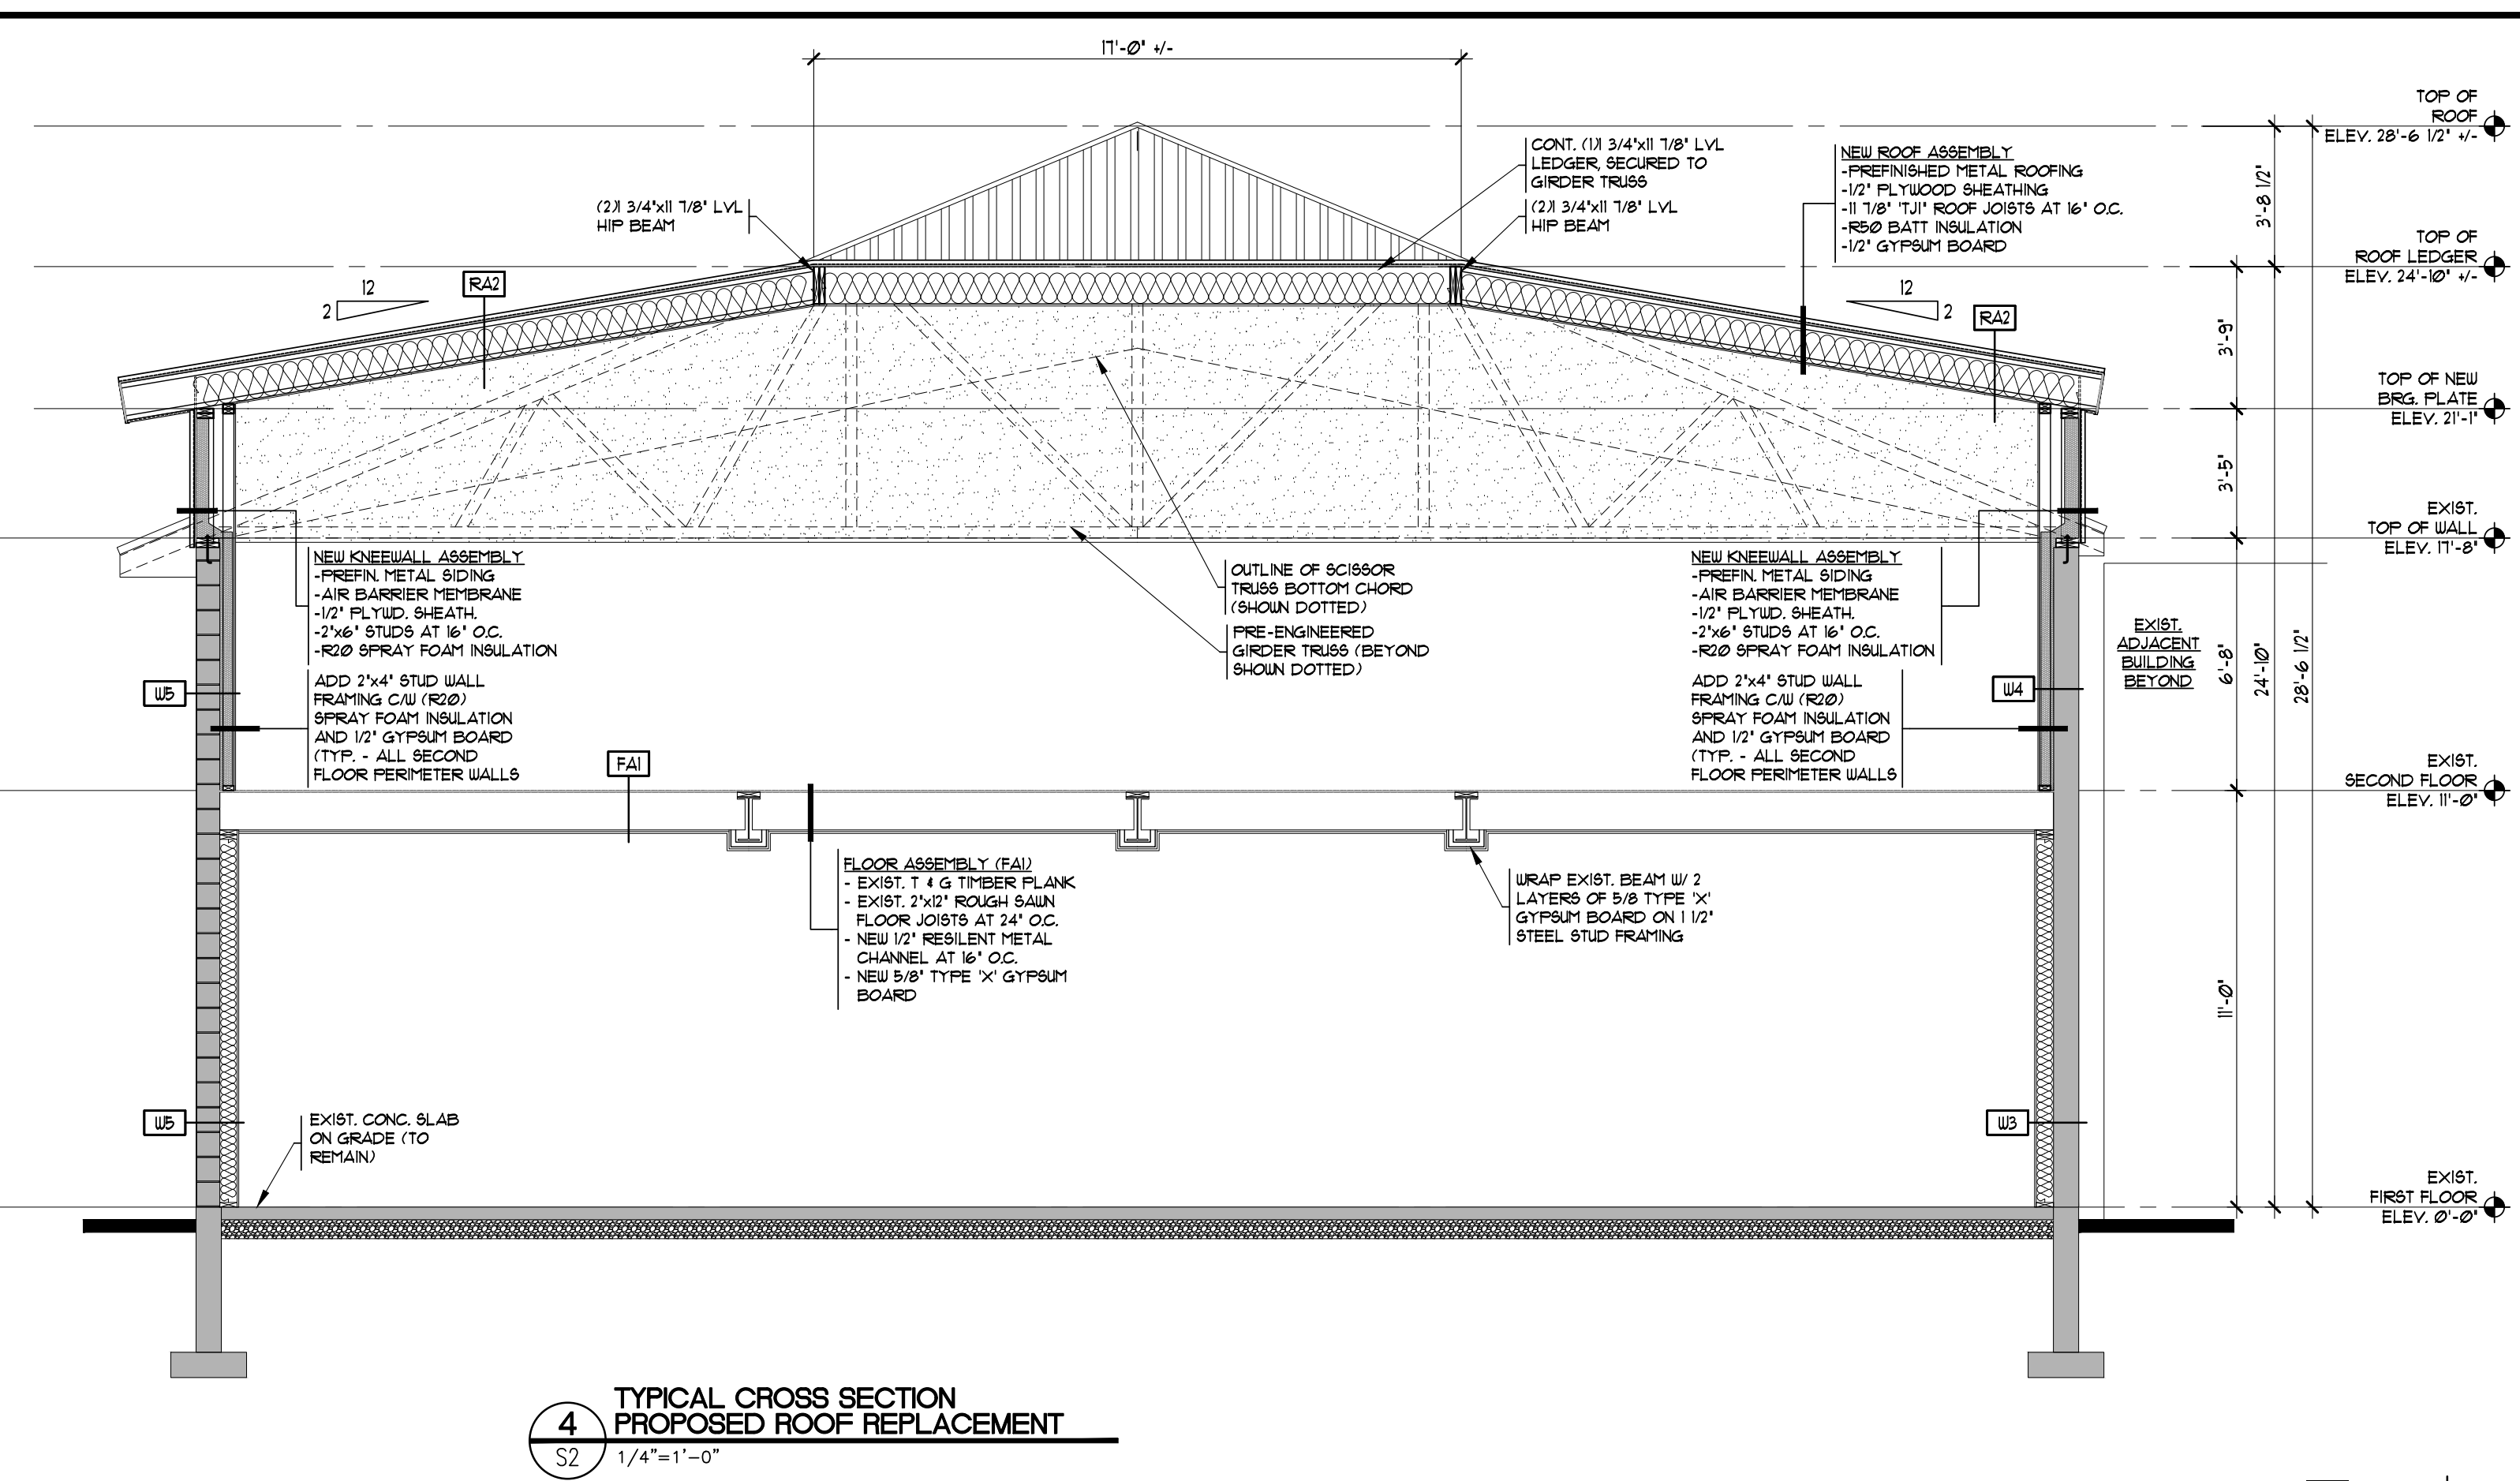 17'-0" +/-
TOP OF
ROOF
ELEV. 28'-6 1/2" +/-
CONT. (1)1 3/4"x11 7/8" LVL
LEDGER, SECURED TO
GIRDER TRUSS
(2)1 3/4"x11 7/8" LVL
HIP BEAM
(2)1 3/4"x11 7/8" LVL
HIP BEAM
NEW ROOF ASSEMBLY
-PREFINISHED METAL ROOFING
-1/2" PLYWOOD SHEATHING
-11 7/8" 'TJI' ROOF JOISTS AT 16" O.C.
-R50 BATT INSULATION
-1/2" GYPSUM BOARD
3'-8 1/2"
TOP OF
ROOF LEDGER
ELEV. 24'-10" +/-
12
2
RA2
12
2
RA2
3'-9"
TOP OF NEW
BRG. PLATE
ELEV. 21'-1"
3'-5"
EXIST.
TOP OF WALL
ELEV. 17'-8"
NEW KNEEWALL ASSEMBLY
-PREFIN. METAL SIDING
-AIR BARRIER MEMBRANE
-1/2" PLYWD. SHEATH.
-2"x6" STUDS AT 16" O.C.
-R20 SPRAY FOAM INSULATION
ADD 2"x4" STUD WALL
FRAMING C/W (R20)
SPRAY FOAM INSULATION
AND 1/2" GYPSUM BOARD
(TYP. - ALL SECOND
FLOOR PERIMETER WALLS
W5
OUTLINE OF SCISSOR
TRUSS BOTTOM CHORD
(SHOWN DOTTED)
PRE-ENGINEERED
GIRDER TRUSS (BEYOND
SHOWN DOTTED)
NEW KNEEWALL ASSEMBLY
-PREFIN. METAL SIDING
-AIR BARRIER MEMBRANE
-1/2" PLYWD. SHEATH.
-2"x6" STUDS AT 16" O.C.
-R20 SPRAY FOAM INSULATION
ADD 2"x4" STUD WALL
FRAMING C/W (R20)
SPRAY FOAM INSULATION
AND 1/2" GYPSUM BOARD
(TYP. - ALL SECOND
FLOOR PERIMETER WALLS
W4
EXIST.
ADJACENT
BUILDING
BEYOND
6'-8"
24'-10"
28'-6 1/2"
FA1
EXIST.
SECOND FLOOR
ELEV. 11'-0"
FLOOR ASSEMBLY (FA1)
- EXIST. T & G TIMBER PLANK
- EXIST. 2"x12" ROUGH SAWN
FLOOR JOISTS AT 24" O.C.
- NEW 1/2" RESILENT METAL
CHANNEL AT 16" O.C.
- NEW 5/8" TYPE 'X' GYPSUM
BOARD
WRAP EXIST. BEAM W/ 2
LAYERS OF 5/8 TYPE 'X'
GYPSUM BOARD ON 1 1/2"
STEEL STUD FRAMING
11'-0"
W5
EXIST. CONC. SLAB
ON GRADE (TO
REMAIN)
W3
EXIST.
FIRST FLOOR
ELEV. 0'-0"
4
S2
TYPICAL CROSS SECTION
PROPOSED ROOF REPLACEMENT
1/4"=1'-0"